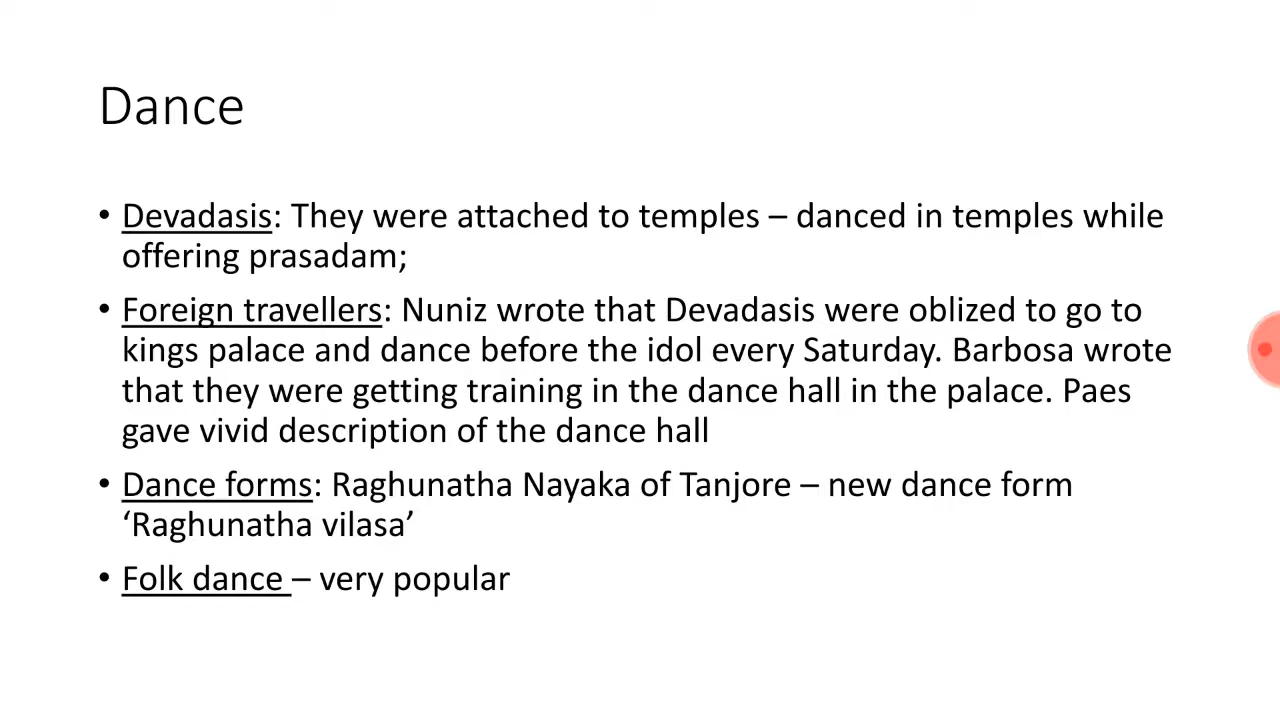 Dance
• Devadasis: They were attached to temples – danced in temples while
offering prasadam;
• Foreign travellers: Nuniz wrote that Devadasis were oblized to go to
kings palace and dance before the idol every Saturday. Barbosa wrote
that they were getting training in the dance hall in the palace. Paes
gave vivid description of the dance hall
• Dance forms: Raghunatha Nayaka of Tanjore – new dance form
‘Raghunatha vilasa’
• Folk dance – very popular